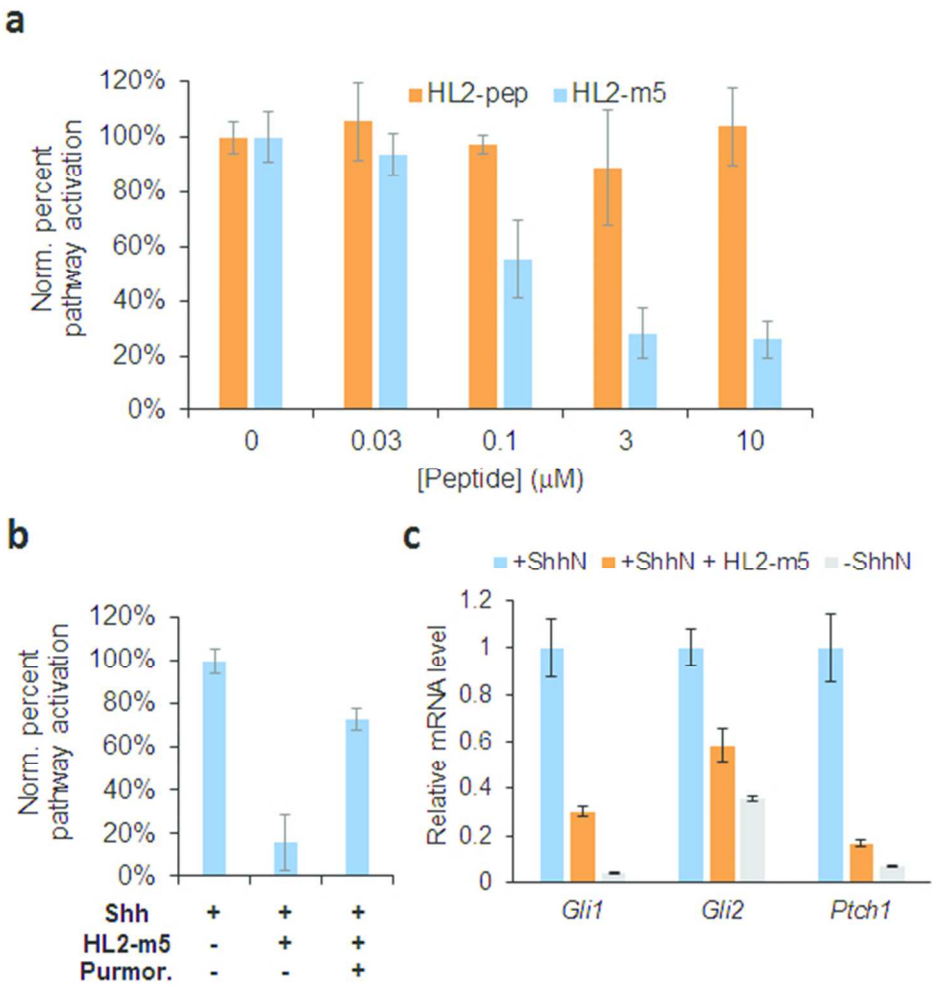 a
HL2-pep HL2-m5
Norm. percent
pathway activation
120%
100%
80%
60%
40%
20%
0%
0 0.03 0.1 3 10
[Peptide] (µM)
b
Norm. percent
pathway activation
120%
100%
80%
60%
40%
20%
0%
Shh + + +
HL2-m5 - + +
Purmor. - - +
c
+ShhN +ShhN + HL2-m5 -ShhN
Relative mRNA level
1.2
1
0.8
0.6
0.4
0.2
0
Gli1 Gli2 Ptch1